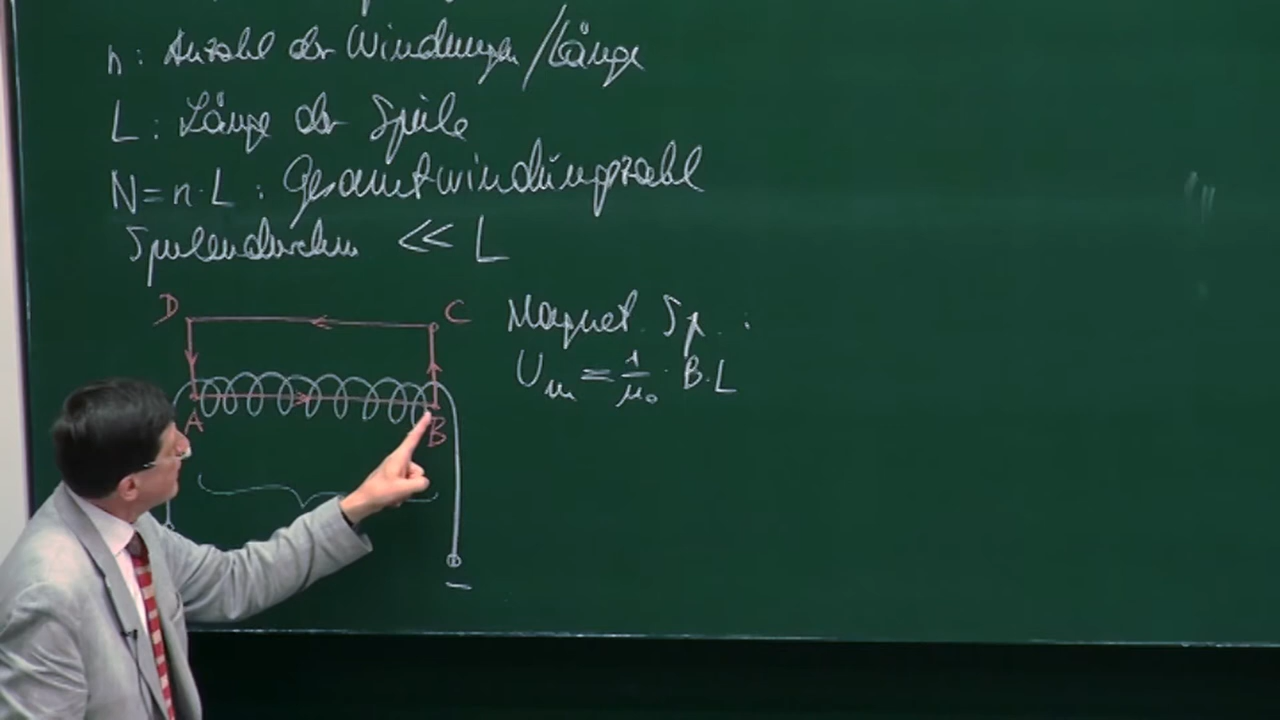 n: Anzahl der Windungen/Länge
L: Länge der Spule
N=n·L: Gesamtwindungszahl
Spulendurchm << L
D C
Magnet. Sp. :
U_m = 1/μ₀ · B·L
A B
–